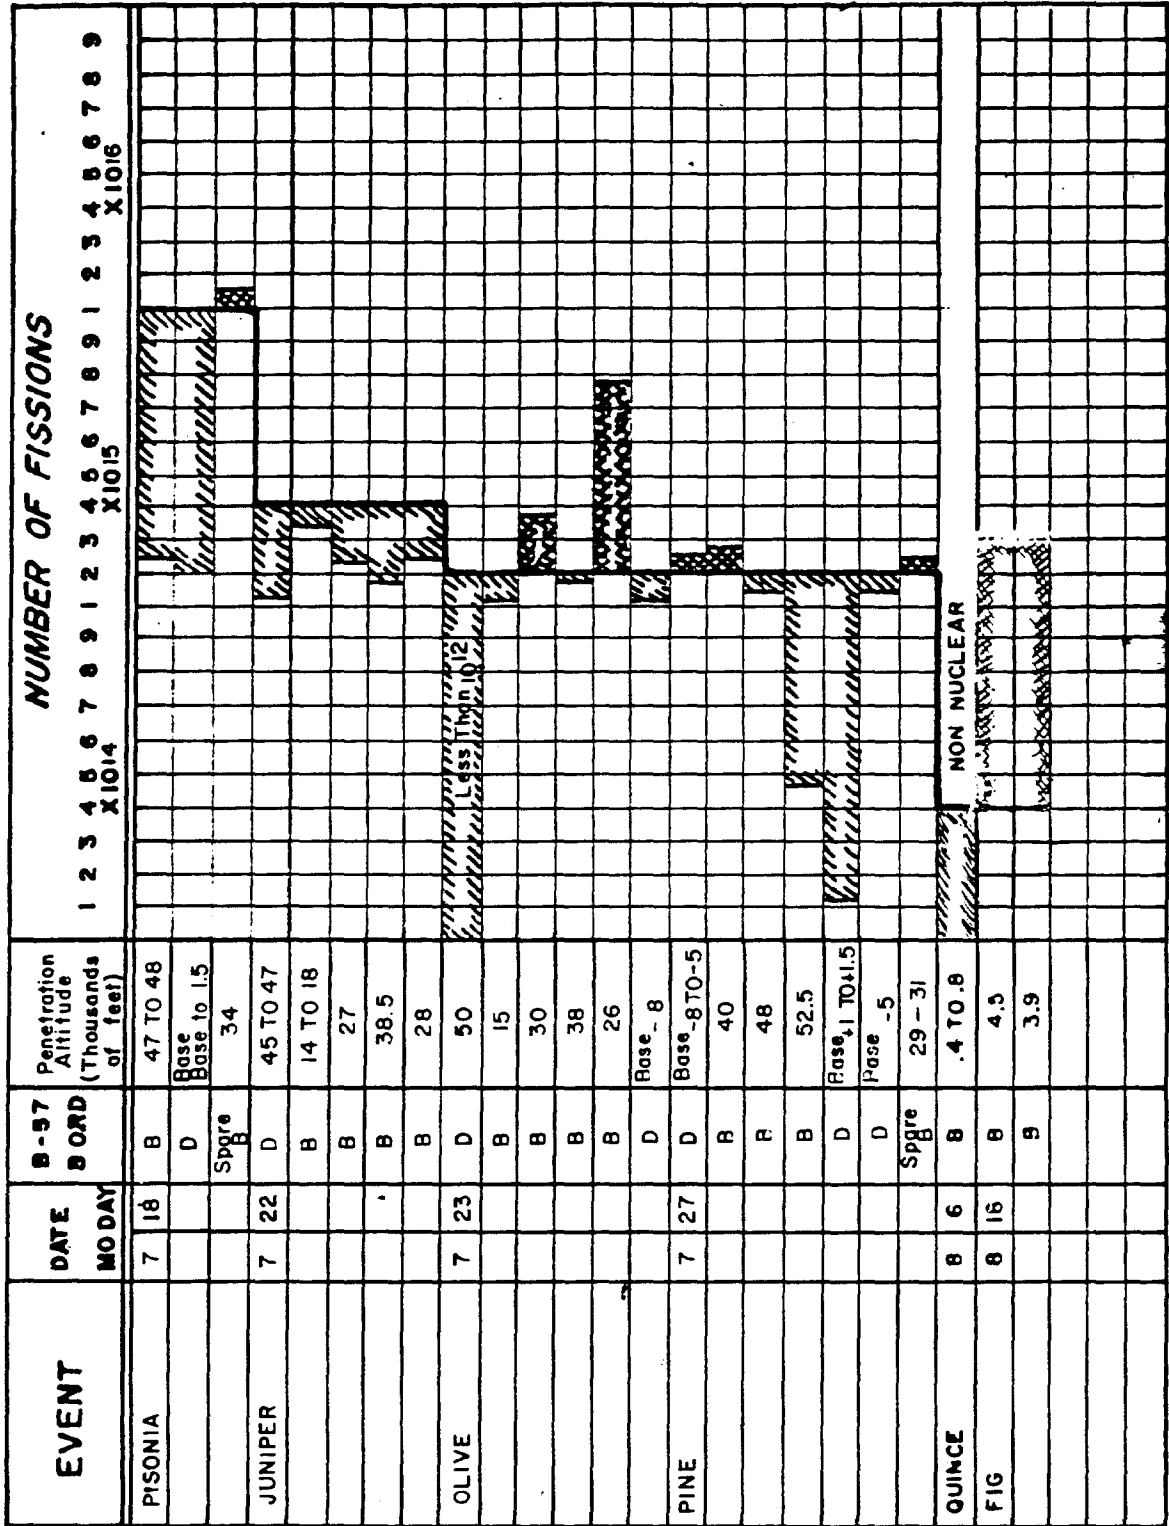 NUMBER OF FISSIONS
EVENT DATE B-57 Penetration
Altitude
(Thousands
of feet) 1 2 3 4 5 6 7 8 9 1 2 3 4 5 6 7 8 9 1 2 3 4 5 6 7 8 9
MO DAY B ORD X1014 X1015 X1016
PISONIA 7 18 B 47 TO 48
D Base
Base to 1.5
Spare
B 34
JUNIPER 7 22 D 45 TO 47
B 14 TO 18
B 27
B 38.5
B 28
OLIVE 7 23 D 50 Less Than 10 12
B 15
B 30
B 38
B 26
D Base - 8
PINE 7 27 D Base -8 TO -5
B 40
B 48
B 52.5
D Base +1 TO +1.5
D Base -5
Spare
B 29 - 31
QUINCE 8 6 B .4 TO .8 NON NUCLEAR
FIG 8 16 B 4.5
B 3.9